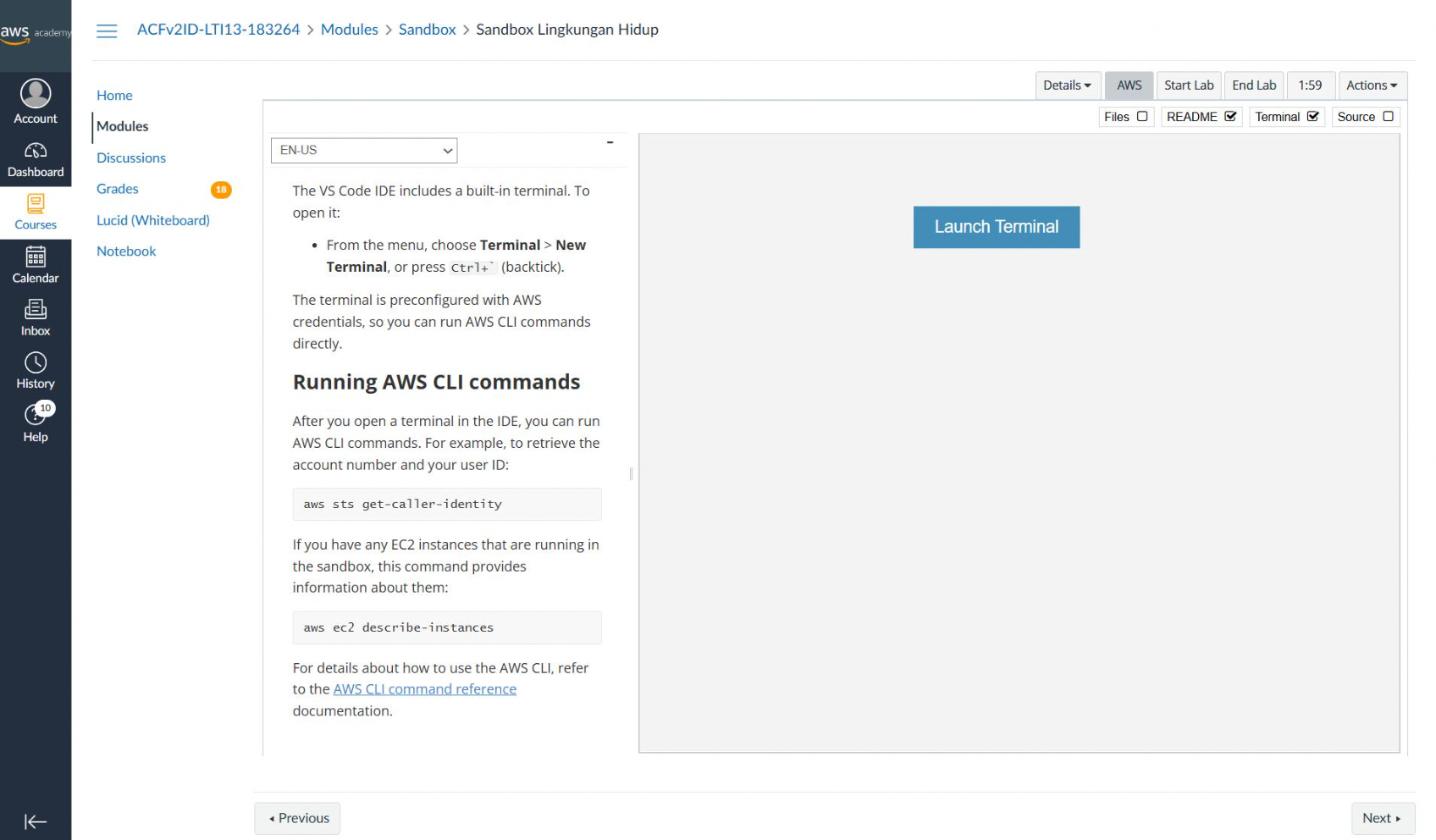 aws academy
ACFv2ID-LTI13-183264 > Modules > Sandbox > Sandbox Lingkungan Hidup
Account
Dashboard
Courses
Calendar
Inbox
History
10
Help
Home
Modules
Discussions
Grades 18
Lucid (Whiteboard)
Notebook
Details AWS Start Lab End Lab 1:59 Actions
Files README Terminal Source
EN-US
The VS Code IDE includes a built-in terminal. To
open it:
• From the menu, choose Terminal > New
Terminal, or press Ctrl+` (backtick).
The terminal is preconfigured with AWS
credentials, so you can run AWS CLI commands
directly.
Running AWS CLI commands
After you open a terminal in the IDE, you can run
AWS CLI commands. For example, to retrieve the
account number and your user ID:
aws sts get-caller-identity
If you have any EC2 instances that are running in
the sandbox, this command provides
information about them:
aws ec2 describe-instances
For details about how to use the AWS CLI, refer
to the AWS CLI command reference
documentation.
Launch Terminal
Previous
Next